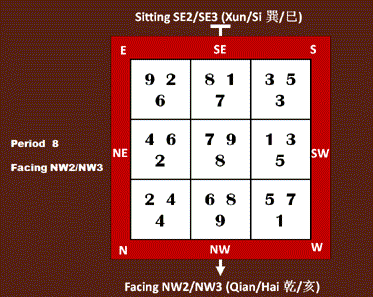 Sitting SE2/SE3 (Xun/Si 巽/巳)
E SE S
9 2 8 1 3 5
6 7 3
Period 8
4 6 7 9 1 3
NE SW
2 8 5
Facing NW2/NW3
2 4 6 8 5 7
4 9 1
N NW W
Facing NW2/NW3 (Qian/Hai 乾/亥)